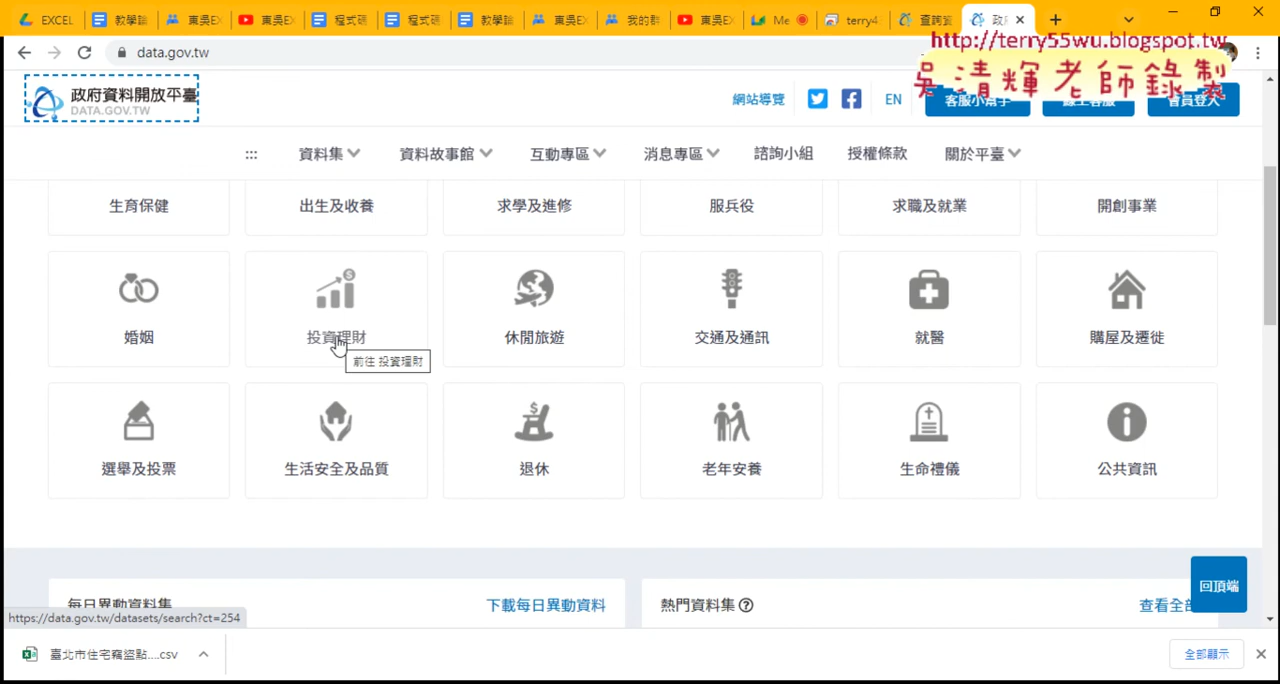 EXCEL
教學論
東吳EX
東吳EX
程式碼
程式碼
教學論
東吳EX
我的群
東吳EX
Me
terry4
查詢資
政府
data.gov.tw
http://terry55wu.blogspot.tw
吳清輝老師錄製
政府資料開放平臺
DATA.GOV.TW
網站導覽
EN
客服小幫手
線上客服
會員登入
資料集
資料故事館
互動專區
消息專區
諮詢小組
授權條款
關於平臺
生育保健
出生及收養
求學及進修
服兵役
求職及就業
開創事業
婚姻
投資理財
休閒旅遊
交通及通訊
就醫
購屋及遷徙
前往 投資理財
選舉及投票
生活安全及品質
退休
老年安養
生命禮儀
公共資訊
回頂端
每日異動資料集
下載每日異動資料
熱門資料集
查看全部
https://data.gov.tw/datasets/search?ct=254
臺北市住宅竊盜點....csv
全部顯示